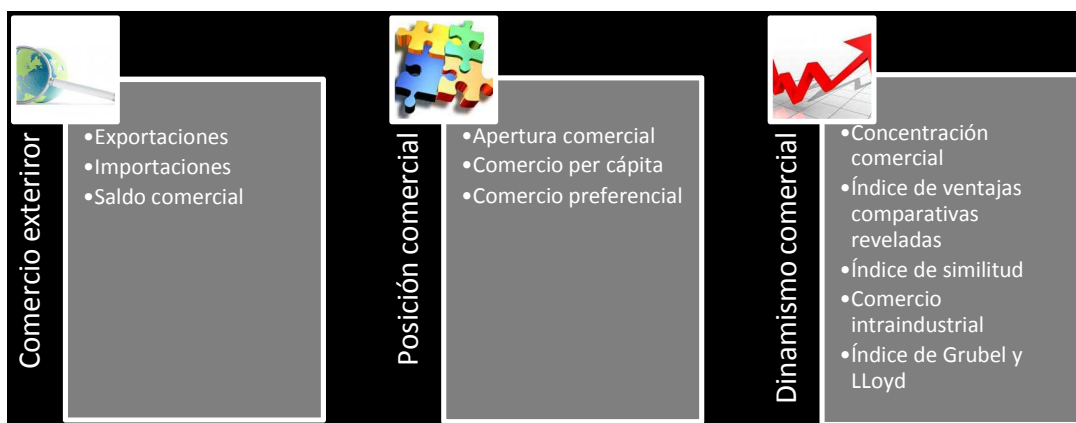 Comercio exteriror
•Exportaciones
•Importaciones
•Saldo comercial
Posición comercial
•Apertura comercial
•Comercio per cápita
•Comercio preferencial
Dinamismo comercial
•Concentración
comercial
•Índice de ventajas
comparativas
reveladas
•Índice de similitud
•Comercio
intraindustrial
•Índice de Grubel y
LLoyd